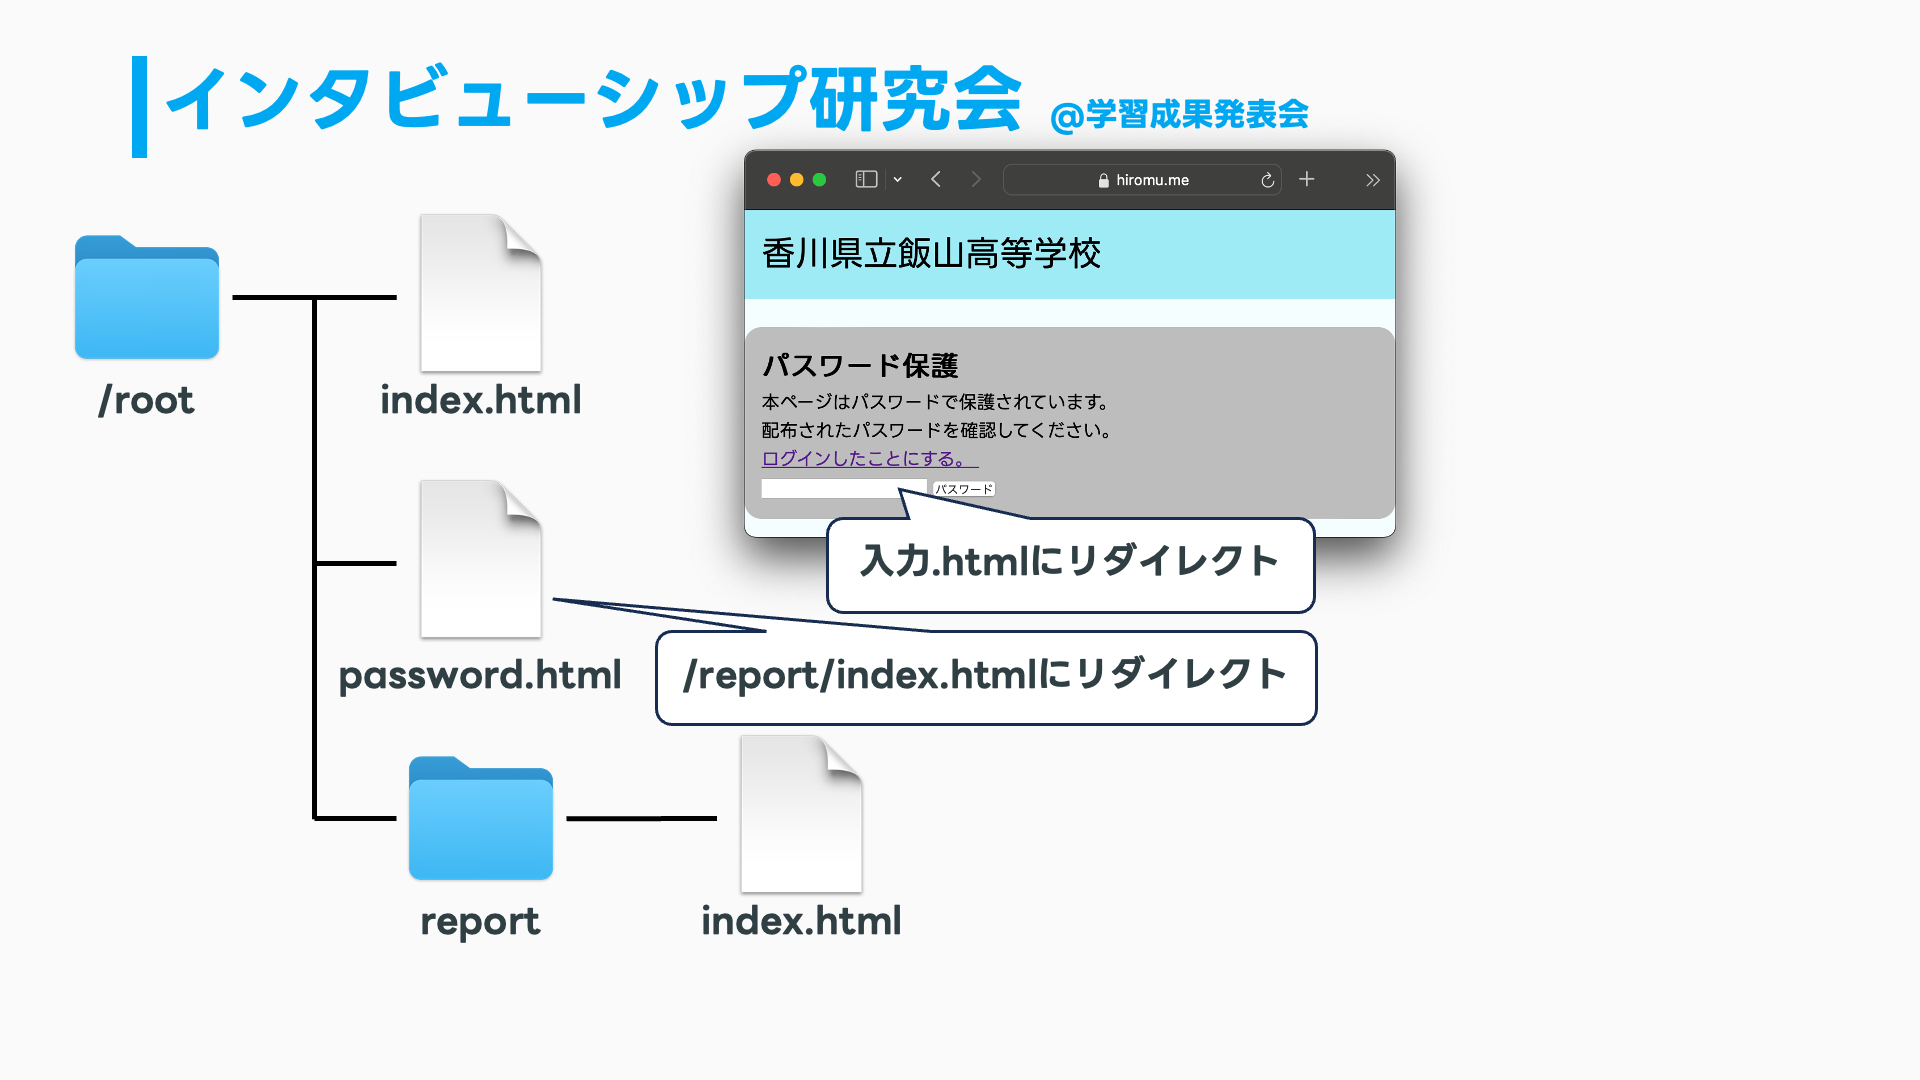 インタビューシップ研究会 @学習成果発表会
hiromu.me
香川県立飯山高等学校
パスワード保護
本ページはパスワードで保護されています。
配布されたパスワードを確認してください。
ログインしたことにする。
パスワード
入力.htmlにリダイレクト
/root
index.html
password.html
/report/index.htmlにリダイレクト
report
index.html